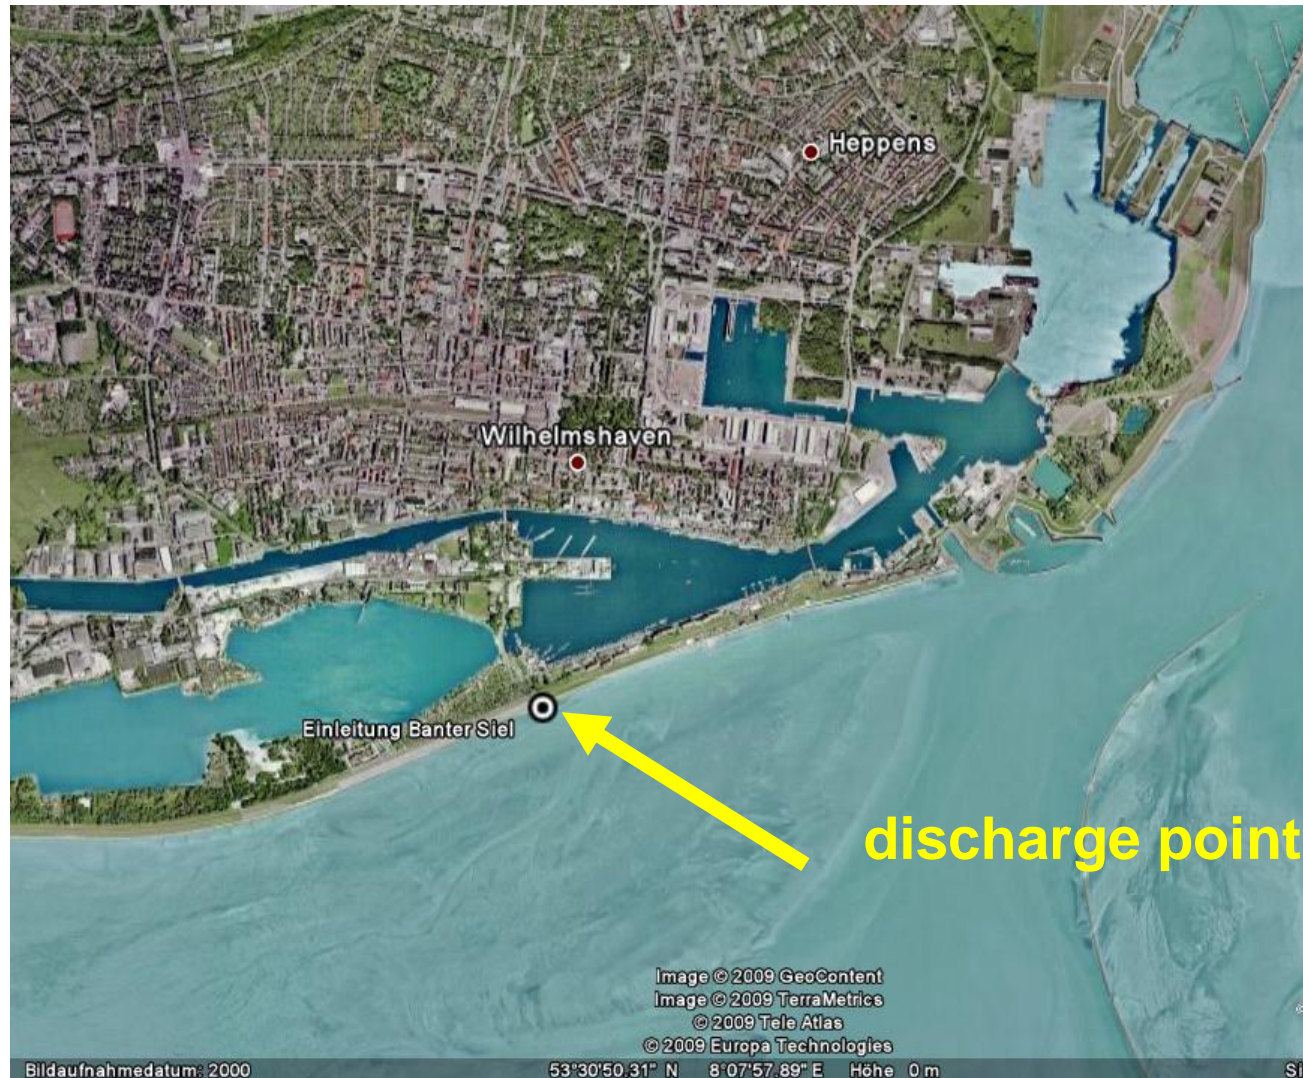 Heppens
Wilhelmshaven
Einleitung Banter Siel
discharge point
Image © 2009 GeoContent
Image © 2009 TerraMetrics
© 2009 Tele Atlas
© 2009 Europa Technologies
Bildaufnahmedatum: 2000 53°30'50.31" N 8°07'57.89" E Höhe 0 m Si